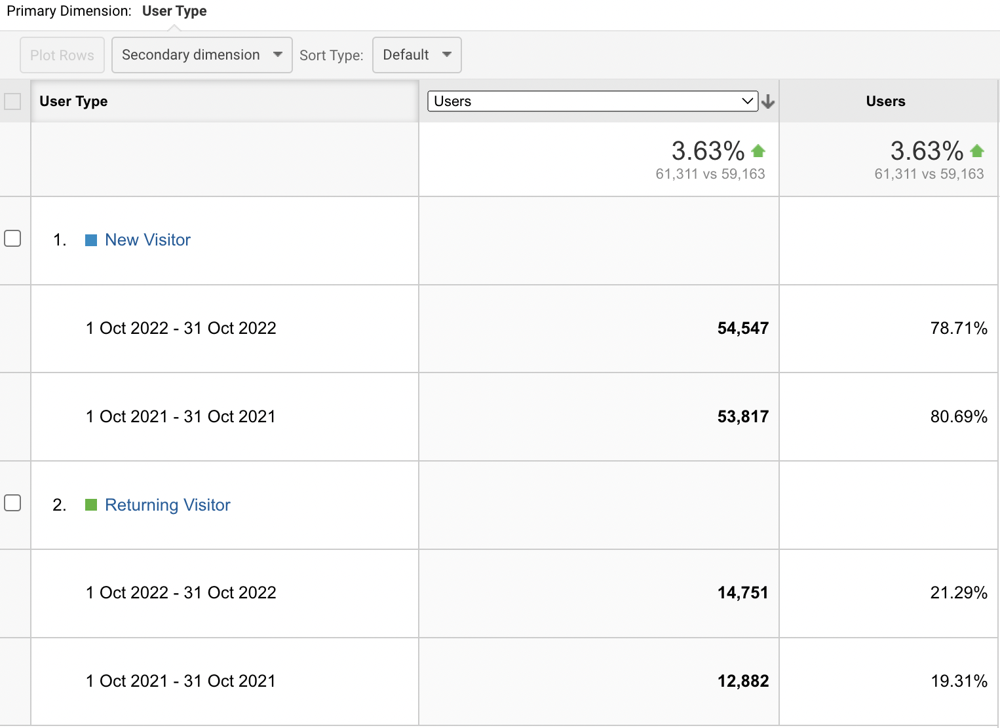 Primary Dimension: User Type
Plot Rows Secondary dimension Sort Type: Default
User Type Users Users
3.63% 3.63%
61,311 vs 59,163 61,311 vs 59,163
1. New Visitor
1 Oct 2022 - 31 Oct 2022 54,547 78.71%
1 Oct 2021 - 31 Oct 2021 53,817 80.69%
2. Returning Visitor
1 Oct 2022 - 31 Oct 2022 14,751 21.29%
1 Oct 2021 - 31 Oct 2021 12,882 19.31%